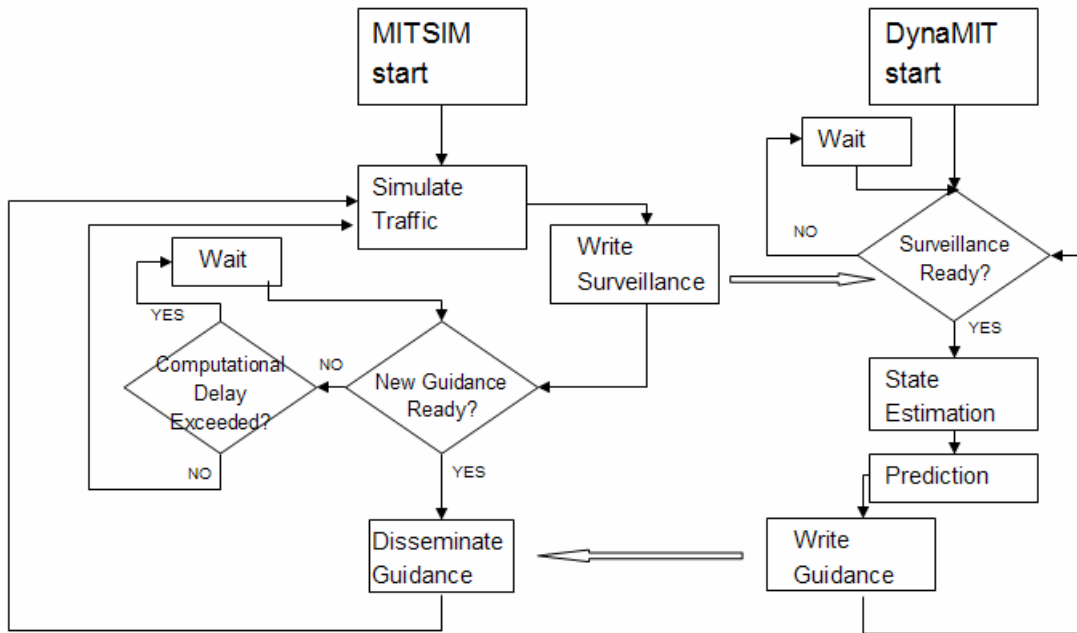 MITSIM
start
DynaMIT
start
Wait
Simulate
Traffic
NO
Surveillance
Ready?
Write
Surveillance
Wait
YES
YES
Computational
Delay
Exceeded?
NO
New Guidance
Ready?
State
Estimation
NO
YES
Prediction
Disseminate
Guidance
Write
Guidance